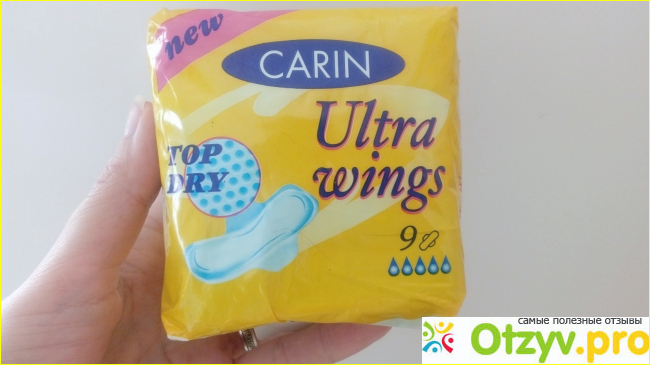 new
CARIN
Ultra
wings
TOP
DRY
9
самые полезные отзывы
Otzyv.pro